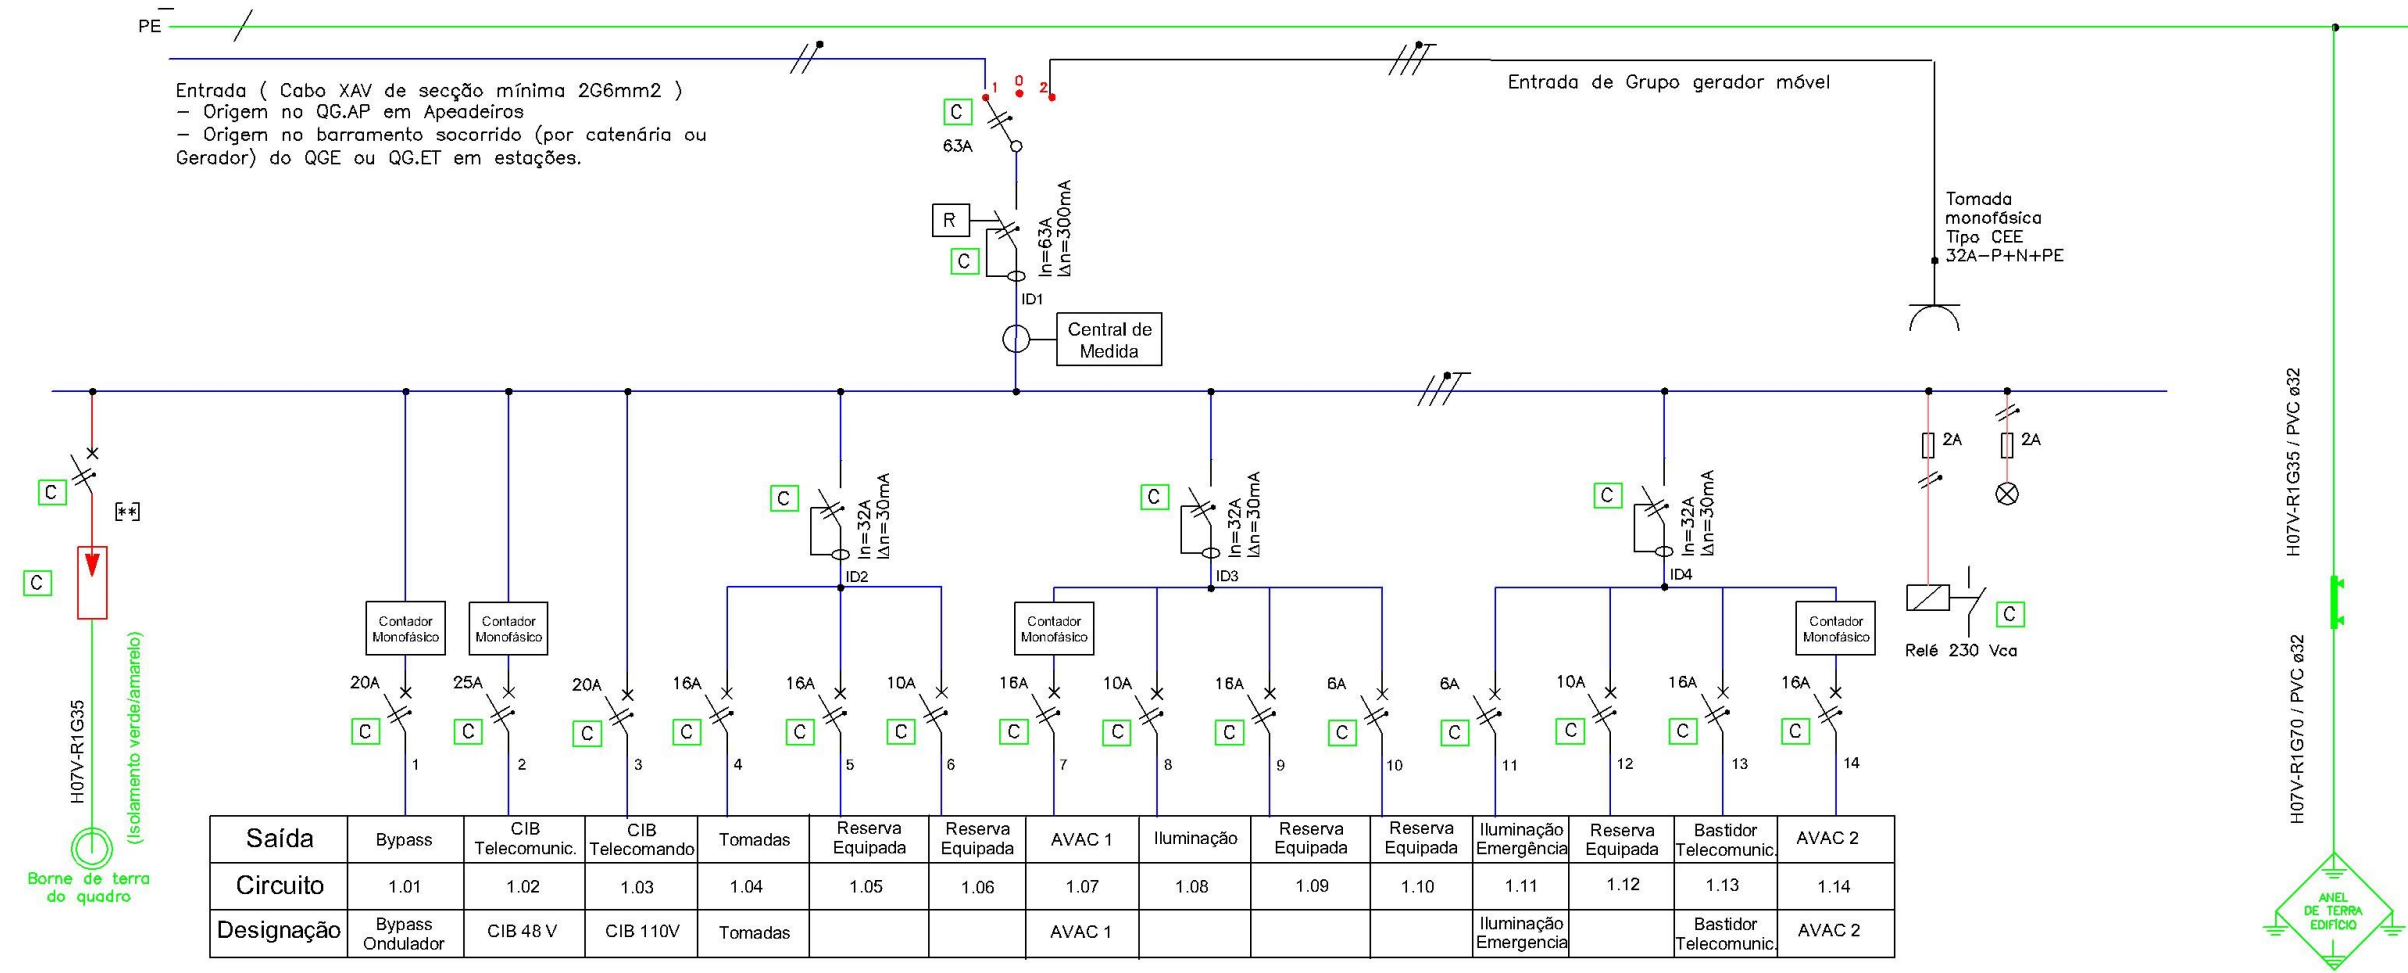 PE
Entrada ( Cabo XAV de secção mínima 2G6mm2 )
- Origem no QG.AP em Apeadeiros
- Origem no barramento socorrido (por catenária ou
Gerador) do QGE ou QG.ET em estações.
1
0
2
C
63A
Entrada de Grupo gerador móvel
R
C
In=63A
IΔn=300mA
ID1
Central de
Medida
Tomada
monofásica
Tipo CEE
32A-P+N+PE
H07V-R1G35 / PVC ø32
C
[**]
C
H07V-R1G35
(Isolamento verde/amarelo)
Borne de terra
do quadro
C
In=32A
IΔn=30mA
ID2
C
In=32A
IΔn=30mA
ID3
C
In=32A
IΔn=30mA
ID4
2A
2A
C
Relé 230 Vca
Contador
Monofásico
Contador
Monofásico
Contador
Monofásico
Contador
Monofásico
20A
25A
20A
16A
16A
10A
16A
10A
16A
6A
6A
10A
16A
16A
C
C
C
C
C
C
C
C
C
C
C
C
C
C
1
2
3
4
5
6
7
8
9
10
11
12
13
14
H07V-R1G70 / PVC ø32
Saída
Bypass
CIB
Telecomunic.
CIB
Telecomando
Tomadas
Reserva
Equipada
Reserva
Equipada
AVAC 1
Iluminação
Reserva
Equipada
Reserva
Equipada
Iluminação
Emergência
Reserva
Equipada
Bastidor
Telecomunic.
AVAC 2
Circuito
1.01
1.02
1.03
1.04
1.05
1.06
1.07
1.08
1.09
1.10
1.11
1.12
1.13
1.14
Designação
Bypass
Ondulador
CIB 48 V
CIB 110V
Tomadas
AVAC 1
Iluminação
Emergencia
Bastidor
Telecomunic.
AVAC 2
ANEL
DE TERRA
EDIFÍCIO